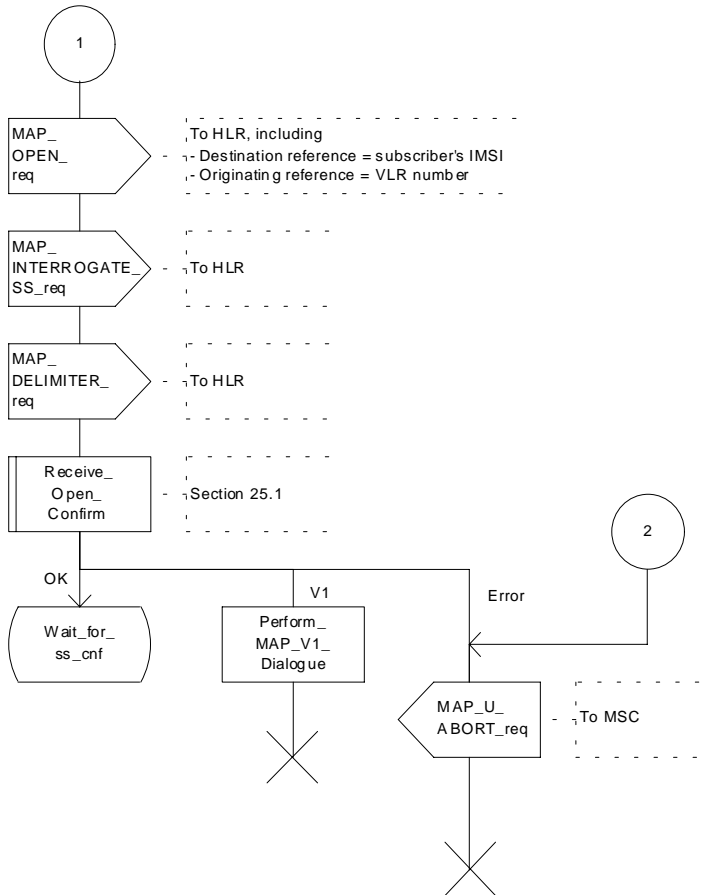 1
MAP_
OPEN_
req
To HLR, including
- Destination reference = subscriber's IMSI
- Originating reference = VLR number
MAP_
INTERROGATE_
SS_req
To HLR
MAP_
DELIMITER_
req
To HLR
Receive_
Open_
Confirm
Section 25.1
2
OK
V1
Error
Wait_for_
ss_cnf
Perform_
MAP_V1_
Dialogue
MAP_U_
ABORT_req
To MSC